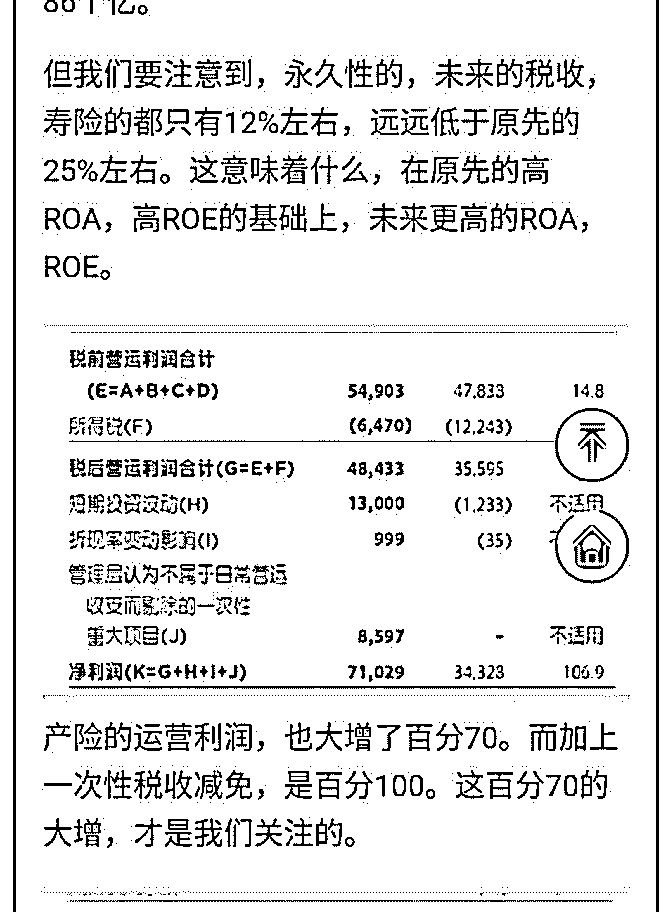 但我们要注意到，永久性的，未来的税收，
寿险的都只有12%左右，远远低于原先的
25%左右。这意味着什么，在原先的高
ROA，高ROE的基础上，未来更高的ROA，
ROE。
税前营运利润合计
(E=A+B+C+D) 54,903 47,833 14.8
所得税(F) (6,470) (12,243)
税后营运利润合计(G=E+F) 48,433 35,595
短期投资波动(H) 13,000 (1,233) 不适用
折现率变动影响(I) 999 (35)
管理层认为不属于日常营运
收支而剔除的一次性
重大项目(J) 8,597 - 不适用
净利润(K=G+H+I+J) 71,029 34,323 106.9
产险的运营利润，也大增了百分70。而加上
一次性税收减免，是百分100。这百分70的
大增，才是我们关注的。